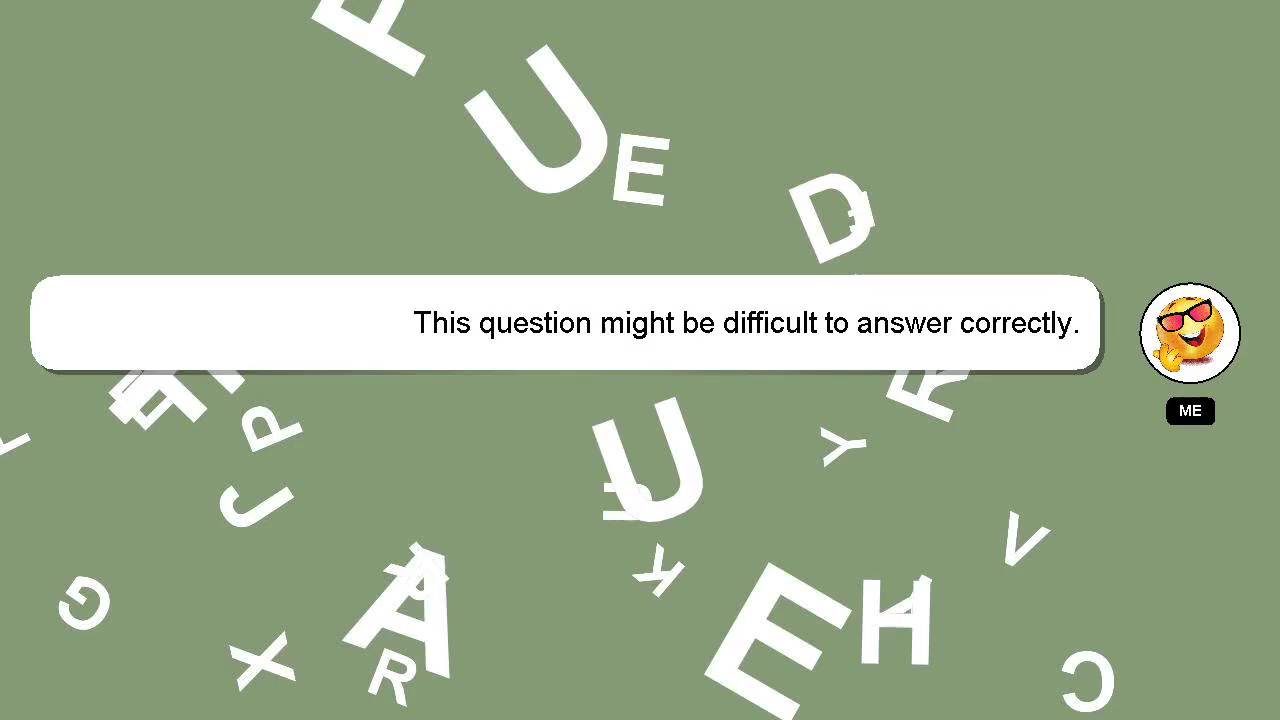 P
U
E
D
This question might be difficult to answer correctly.
ME
R
P
U
Y
J
V
K
A
G
E
H
X
R
C